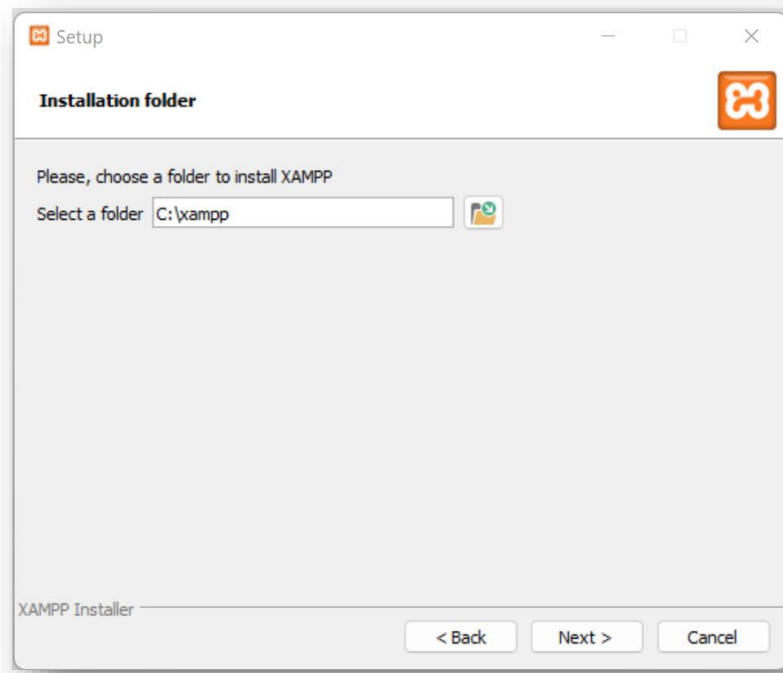 Setup
Installation folder
Please, choose a folder to install XAMPP
Select a folder C:\xampp
XAMPP Installer
< Back Next > Cancel